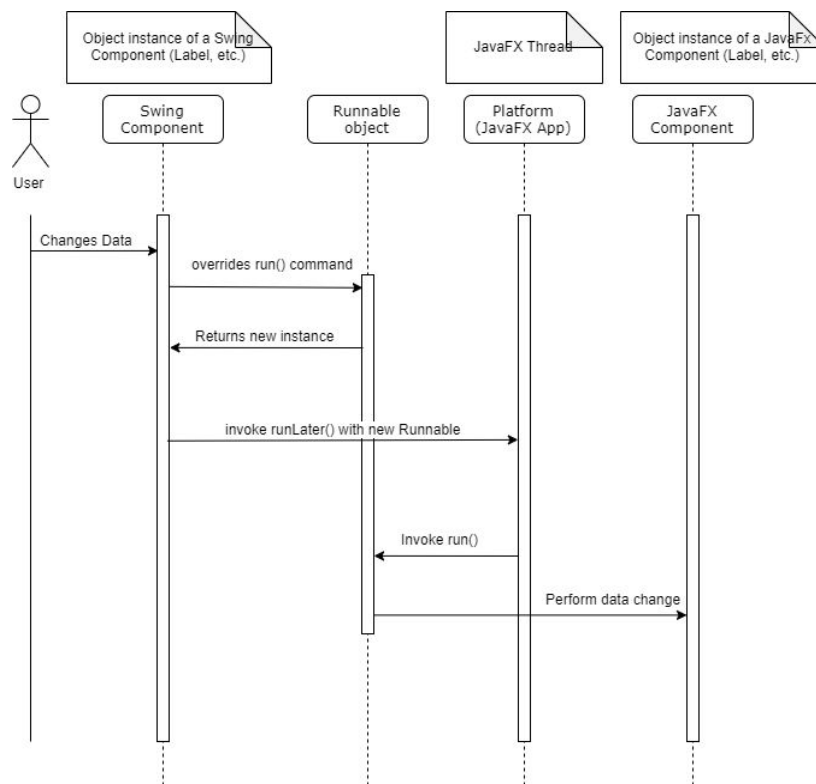 Object instance of a Swing
Component (Label, etc.)
JavaFX Thread
Object instance of a JavaFx
Component (Label, etc.)
Swing
Component
Runnable
object
Platform
(JavaFX App)
JavaFX
Component
User
Changes Data
overrides run() command
Returns new instance
invoke runLater() with new Runnable
Invoke run()
Perform data change